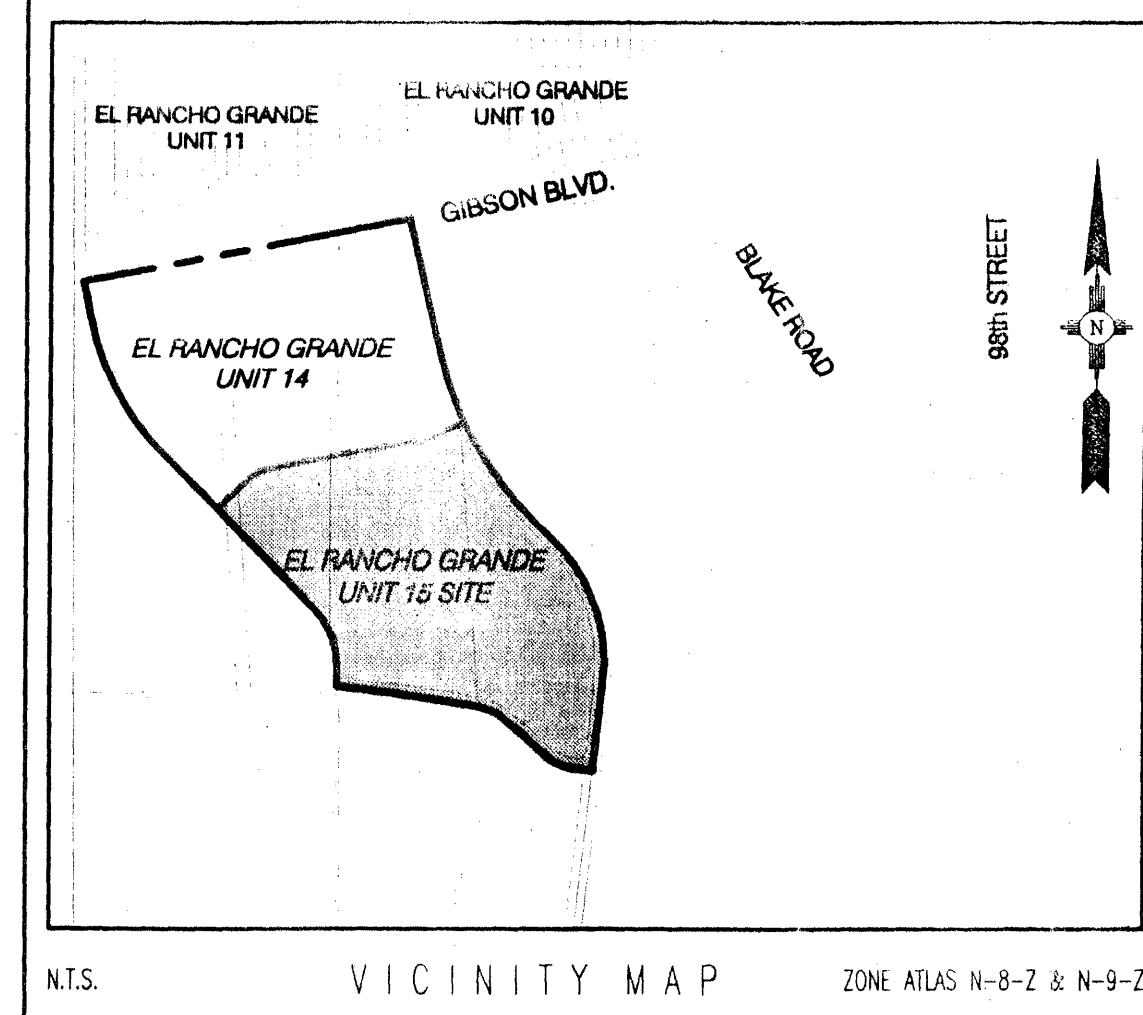 EL RANCHO GRANDE
UNIT 11
EL RANCHO GRANDE
UNIT 10
GIBSON BLVD.
BLAKE ROAD
98th STREET
N
EL RANCHO GRANDE
UNIT 14
EL RANCHO GRANDE
UNIT 15 SITE
N.T.S.
VICINITY MAP
ZONE ATLAS N-8-Z & N-9-Z